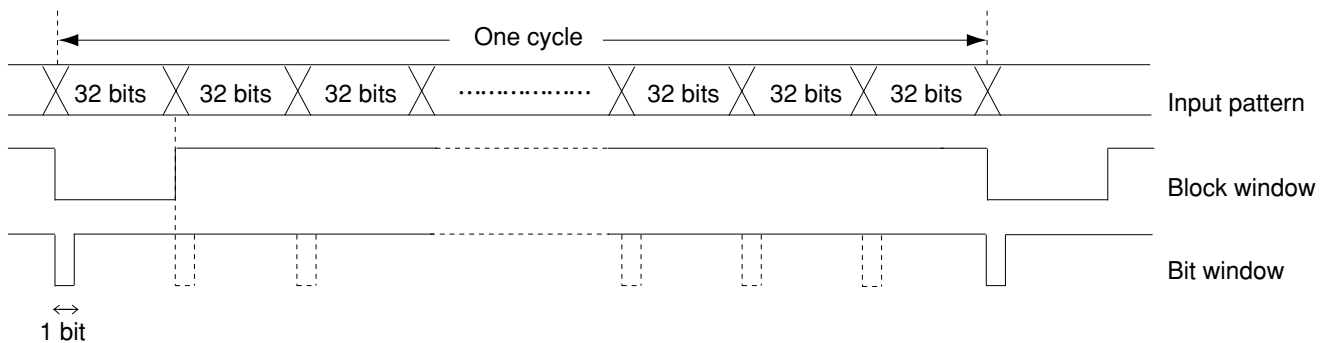 One cycle
32 bits 32 bits 32 bits ……………… 32 bits 32 bits 32 bits
Input pattern
Block window
Bit window
1 bit